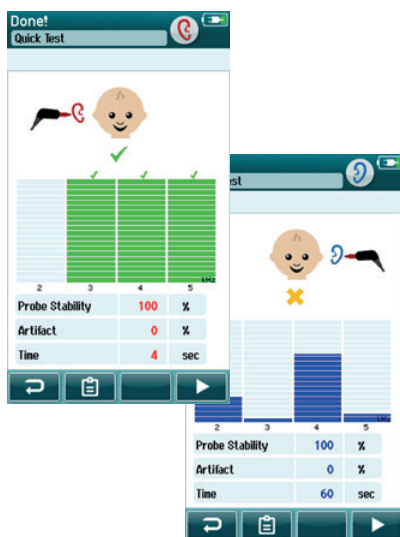 Done!
Quick Test
kHz
2 3 4 5
Probe Stability 100 %
Artifact 0 %
Time 4 sec
est
2 3 4 5
Probe Stability 100 %
Artifact 0 %
Time 60 sec